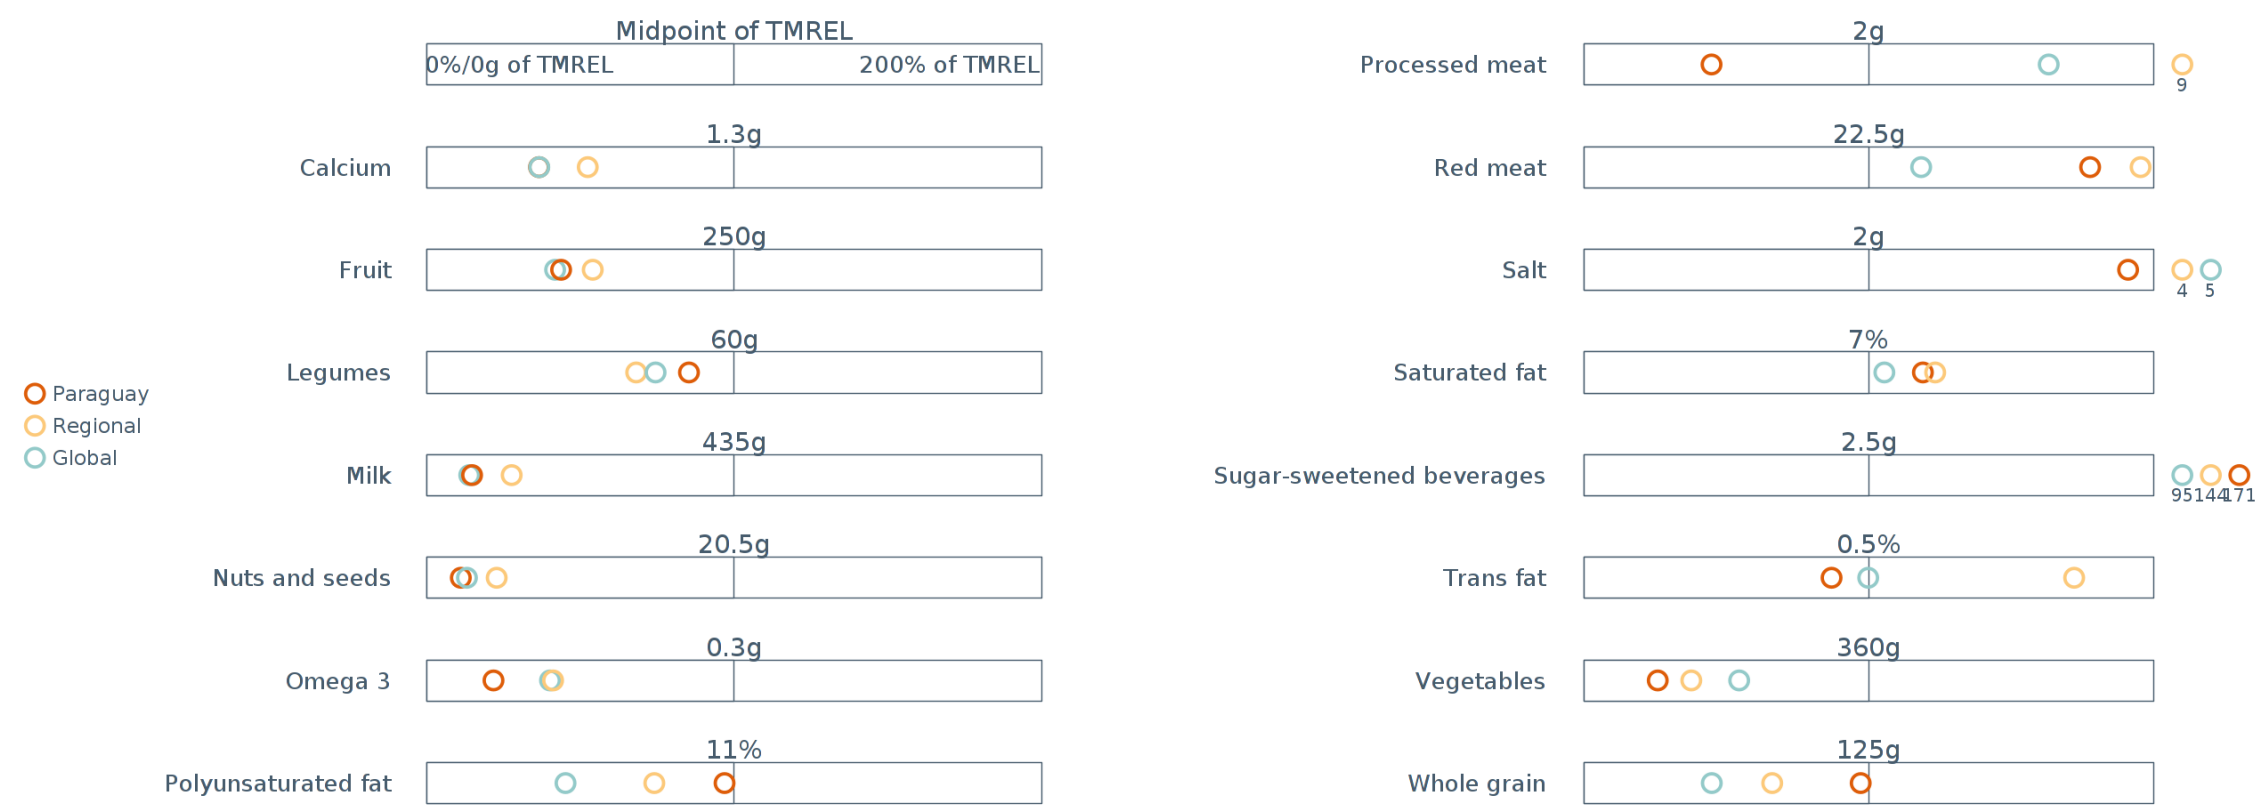 Midpoint of TMREL
0%/0g of TMREL
200% of TMREL
Calcium
1.3g
Fruit
250g
Legumes
60g
Milk
435g
Nuts and seeds
20.5g
Omega 3
0.3g
Polyunsaturated fat
11%
Paraguay
Regional
Global
Processed meat
2g
9
Red meat
22.5g
Salt
2g
4
5
Saturated fat
7%
Sugar-sweetened beverages
2.5g
95
144
171
Trans fat
0.5%
Vegetables
360g
Whole grain
125g